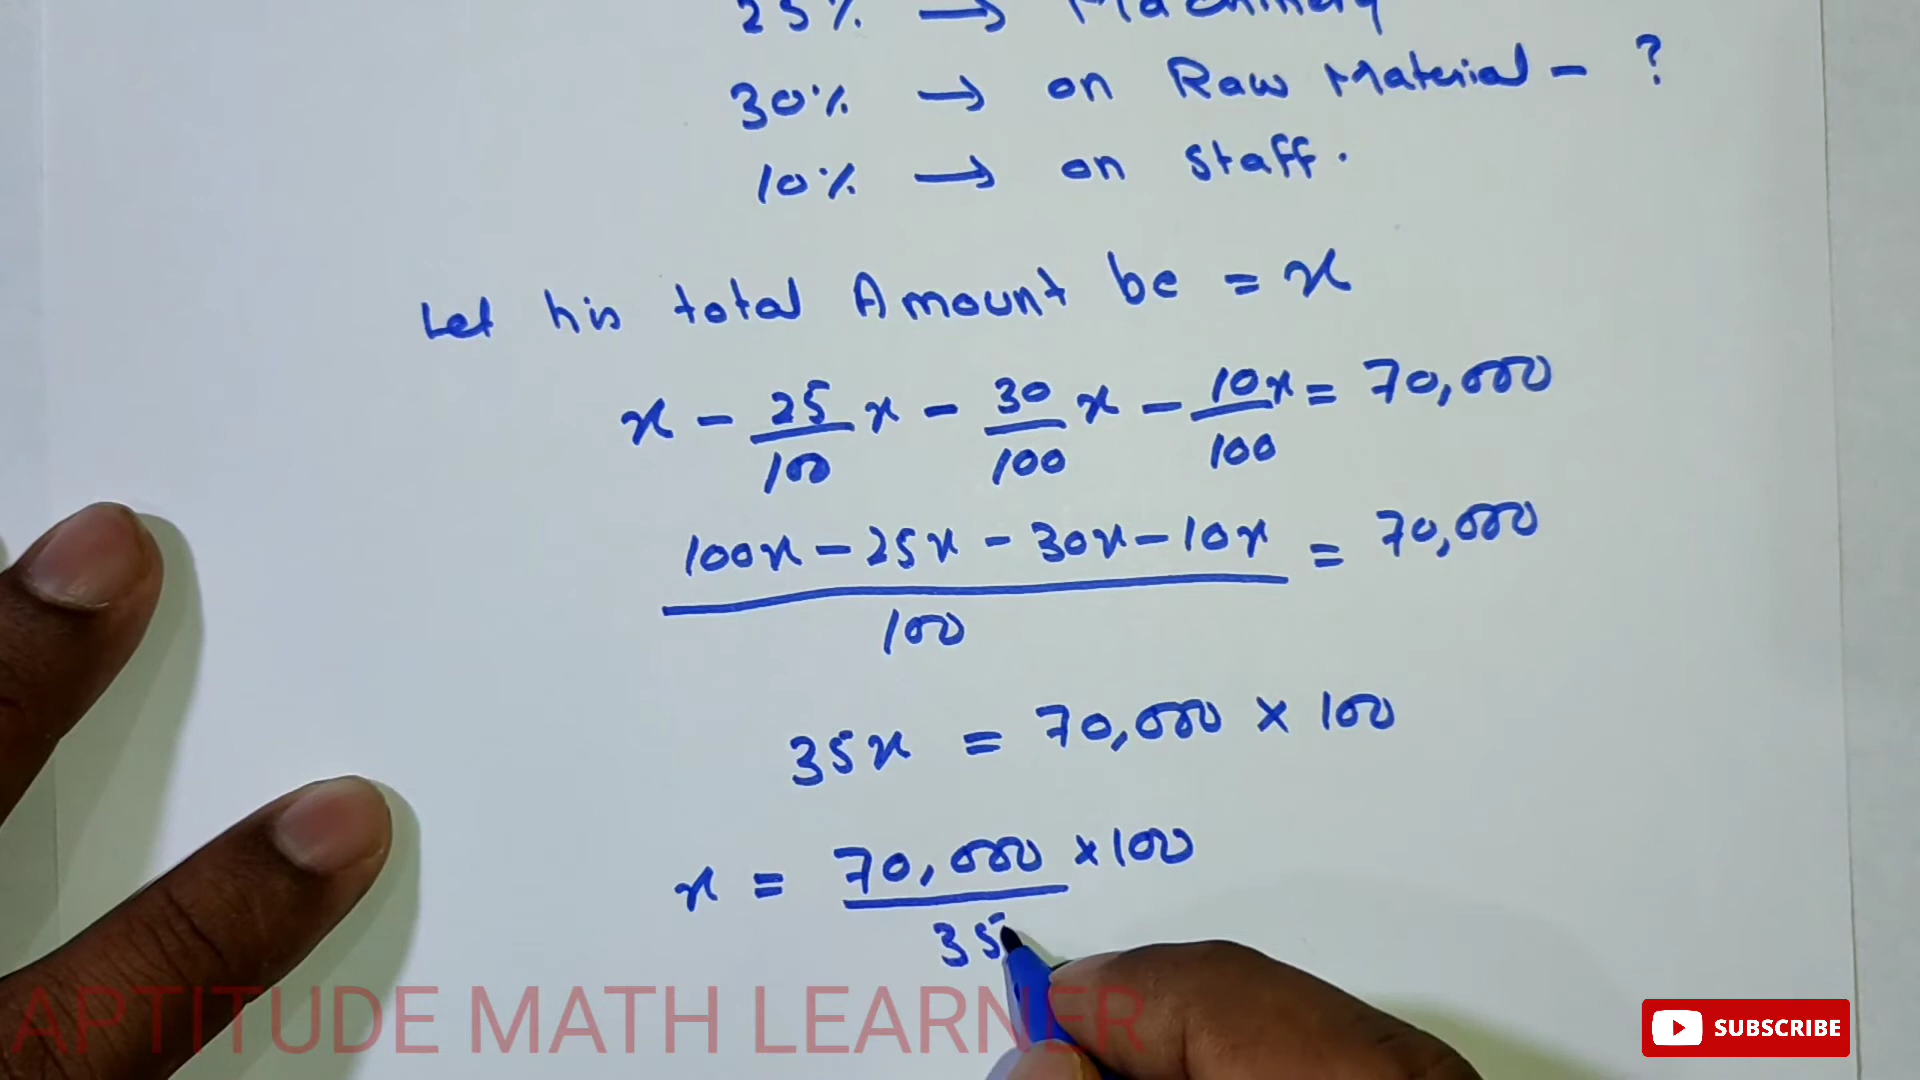 25% → Machinery
30% → on Raw Material - ?
10% → on Staff.
Let his total Amount be = x
x - 25/100 x - 30/100 x - 10x/100 = 70,000
100x - 25x - 30x - 10x / 100 = 70,000
35x = 70,000 × 100
x = 70,000 × 100 / 35
APTITUDE MATH LEARNER
SUBSCRIBE